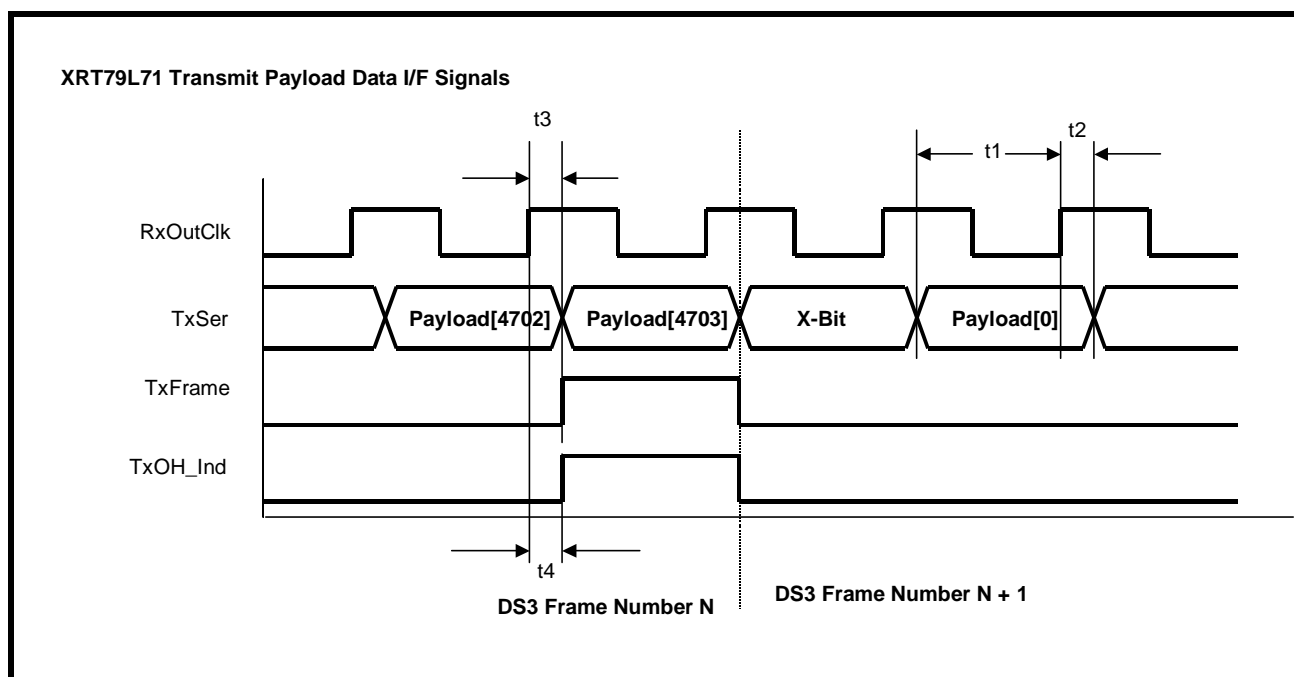 XRT79L71 Transmit Payload Data I/F Signals
t3
t1
t2
RxOutClk
TxSer
Payload[4702]
Payload[4703]
X-Bit
Payload[0]
TxFrame
TxOH_Ind
t4
DS3 Frame Number N
DS3 Frame Number N + 1